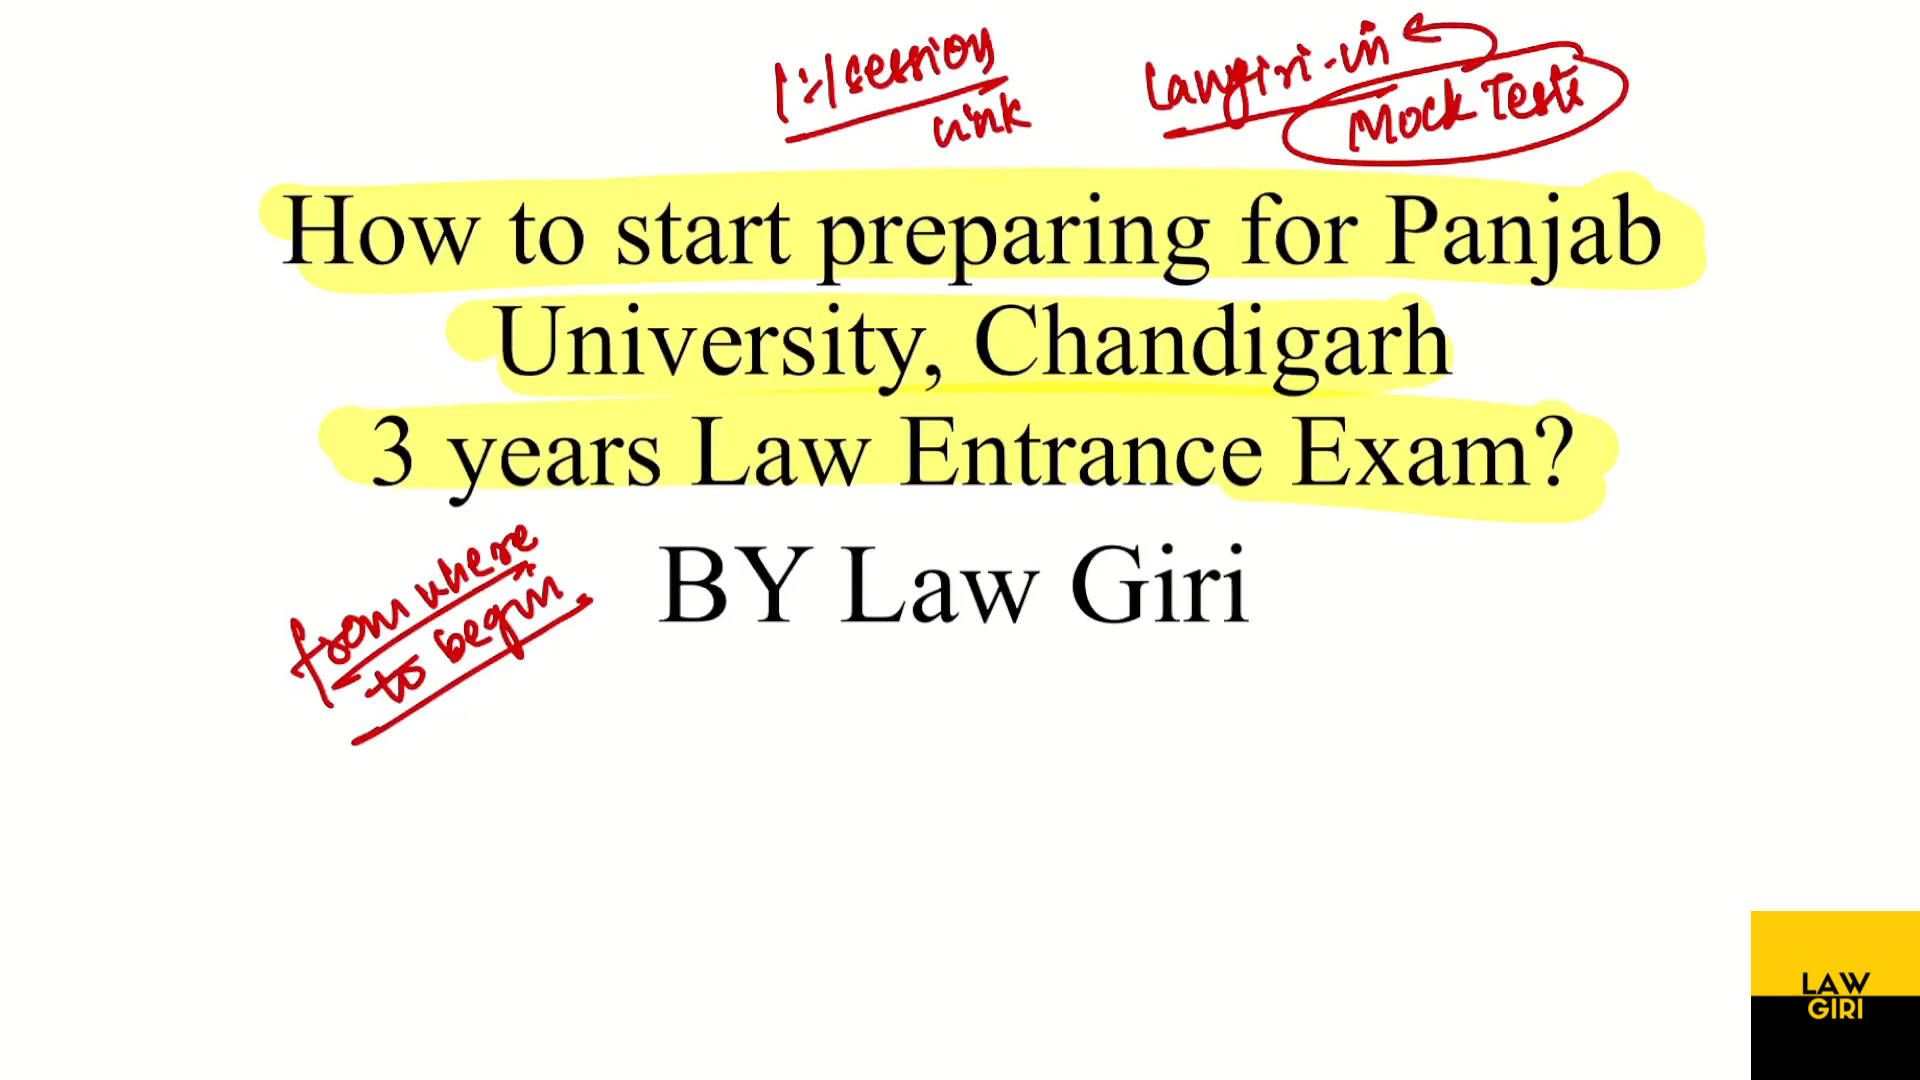 1:1 session
link
Lawgiri.in
Mock Tests
How to start preparing for Panjab
University, Chandigarh
3 years Law Entrance Exam?
BY Law Giri
from where
to begin
LAW
GIRI